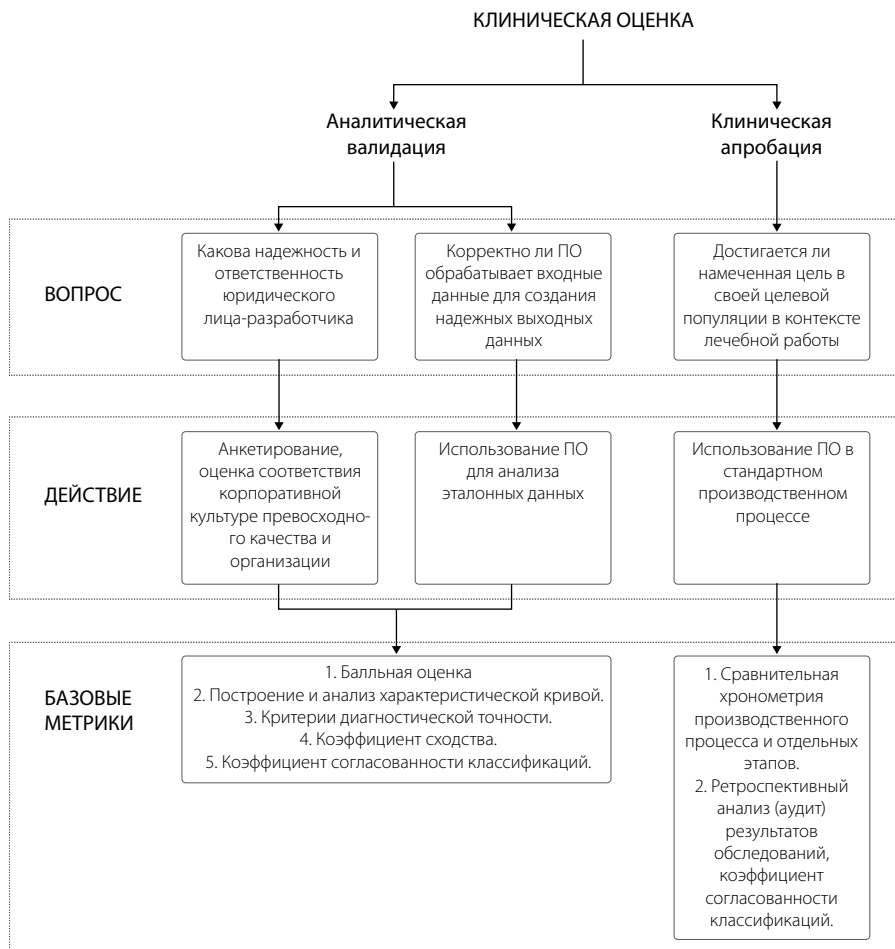 КЛИНИЧЕСКАЯ ОЦЕНКА
Аналитическая
валидация
Клиническая
апробация
ВОПРОС
Какова надежность и
ответственность
юридического
лица-разработчика
Корректно ли ПО
обрабатывает входные
данные для создания
надежных выходных
данных
Достигается ли
намеченная цель в
своей целевой
популяции в контексте
лечебной работы
ДЕЙСТВИЕ
Анкетирование,
оценка соответствия
корпоративной
культуре превосходно-
го качества и
организации
Использование ПО
для анализа
эталонных данных
Использование ПО в
стандартном
производственном
процессе
БАЗОВЫЕ
МЕТРИКИ
1. Балльная оценка
2. Построение и анализ характеристической кривой.
3. Критерии диагностической точности.
4. Коэффициент сходства.
5. Коэффициент согласованности классификаций.
1. Сравнительная
хронометрия
производственного
процесса и отдельных
этапов.
2. Ретроспективный
анализ (аудит)
результатов
обследований,
коэффициент
согласованности
классификаций.